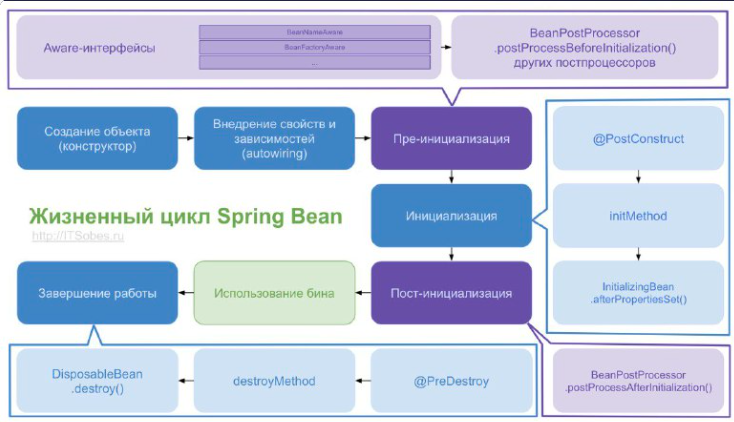 Aware-интерфейсы
BeanNameAware
BeanFactoryAware
...
BeanPostProcessor
.postProcessBeforeInitialization()
других постпроцессоров
Создание объекта
(конструктор)
Внедрение свойств и
зависимостей
(autowiring)
Пре-инициализация
@PostConstruct
Жизненный цикл Spring Bean
http://ITSobes.ru
Инициализация
initMethod
Завершение работы
Использование бина
Пост-инициализация
InitializingBean
.afterPropertiesSet()
DisposableBean
.destroy()
destroyMethod
@PreDestroy
BeanPostProcessor
.postProcessAfterInitialization()